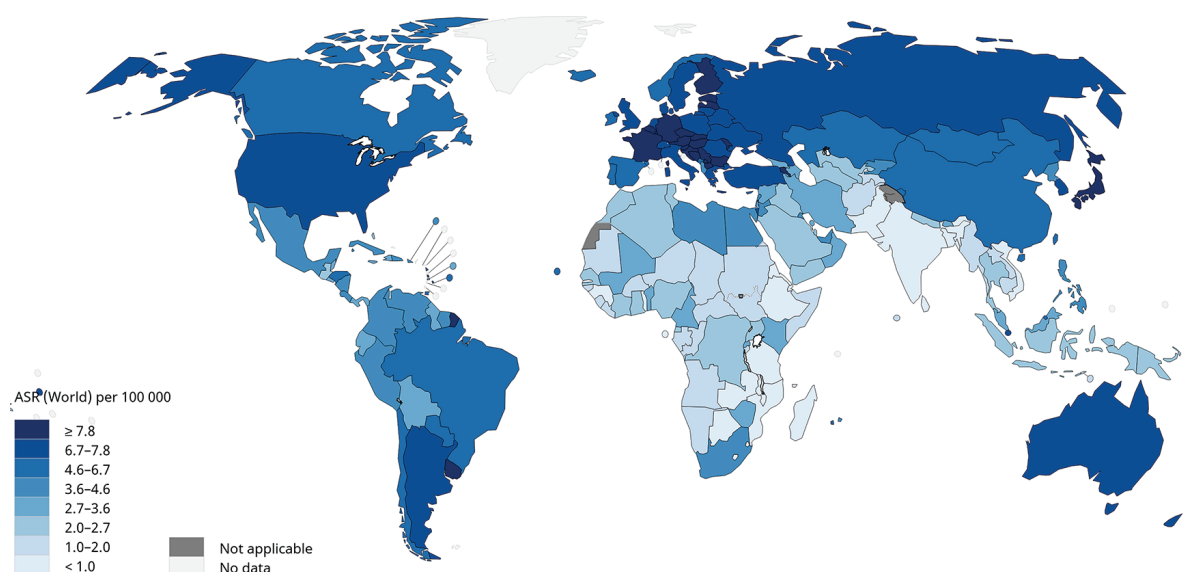 ASR (World) per 100 000
≥ 7.8
6.7–7.8
4.6–6.7
3.6–4.6
2.7–3.6
2.0–2.7
1.0–2.0
< 1.0
Not applicable
No data